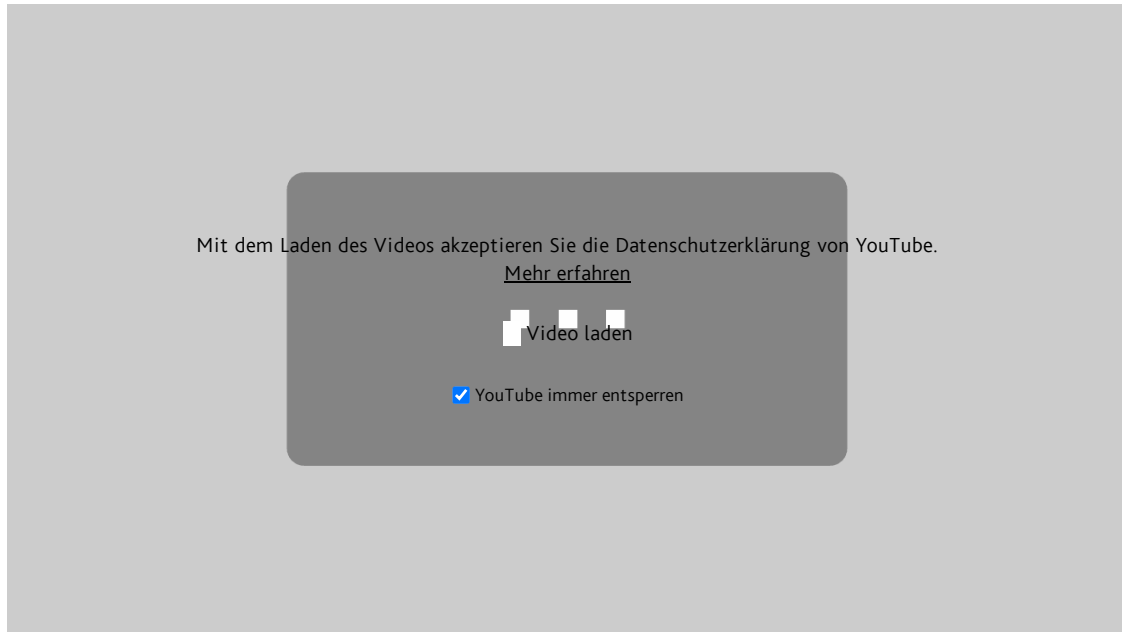 Mit dem Laden des Videos akzeptieren Sie die Datenschutzerklärung von YouTube.
Mehr erfahren
Video laden
YouTube immer entsperren